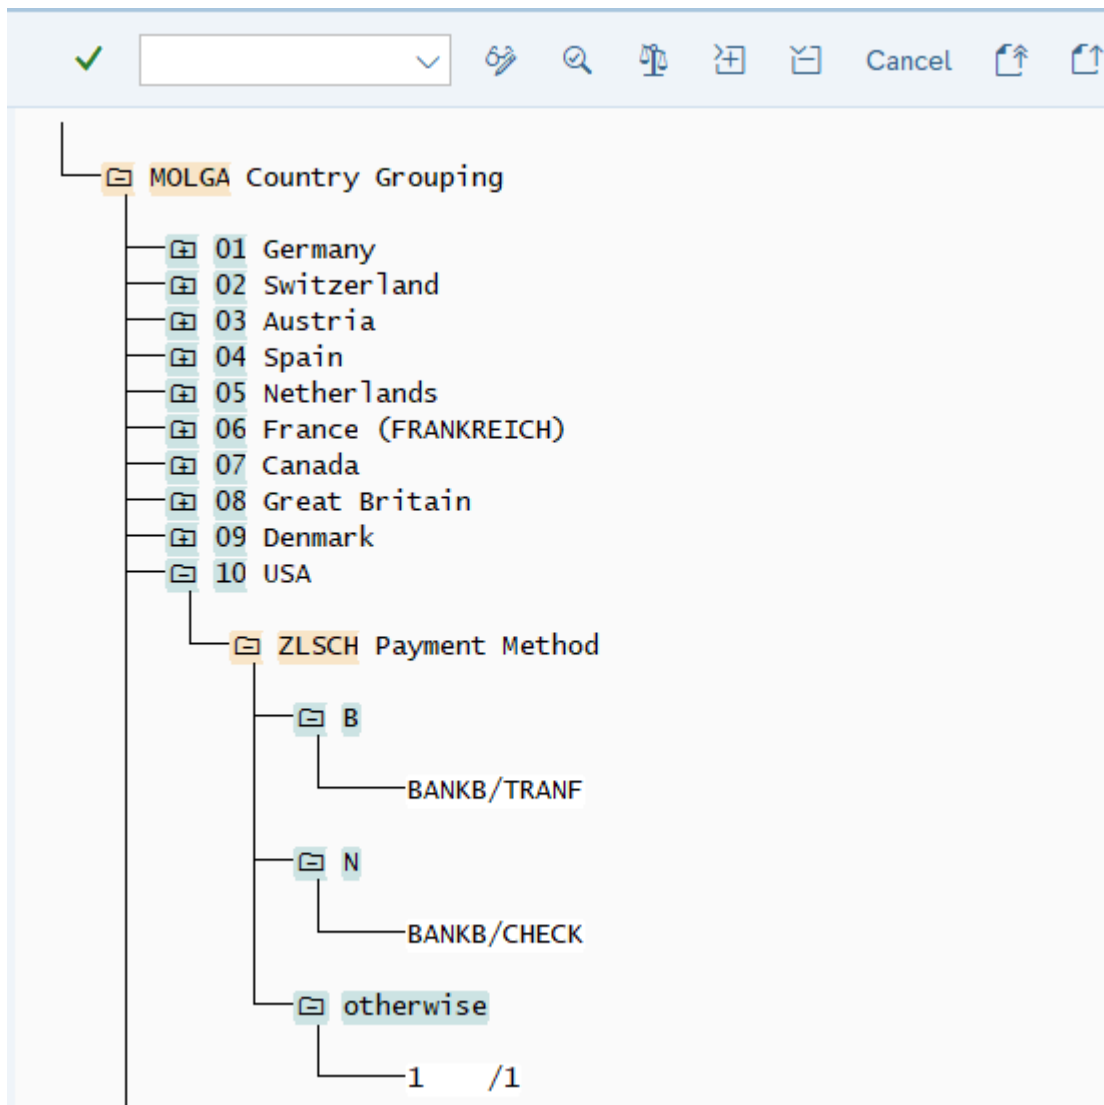 Cancel
MOLGA Country Grouping
01 Germany
02 Switzerland
03 Austria
04 Spain
05 Netherlands
06 France (FRANKREICH)
07 Canada
08 Great Britain
09 Denmark
10 USA
ZLSCH Payment Method
B
BANKB/TRANF
N
BANKB/CHECK
otherwise
1    /1